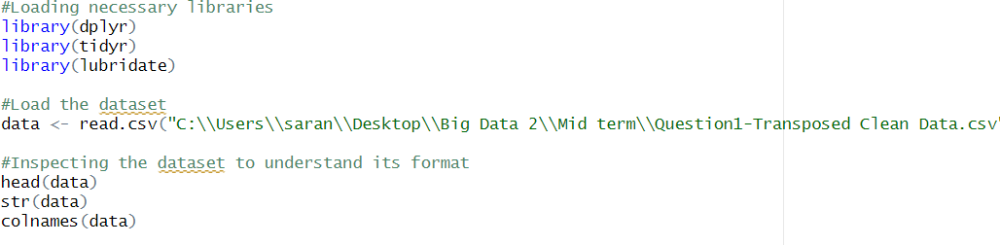 #Loading necessary libraries
library(dplyr)
library(tidyr)
library(lubridate)
#Load the dataset
data <- read.csv("C:\\Users\\saran\\Desktop\\Big Data 2\\Mid term\\Question1-Transposed Clean Data.csv"
#Inspecting the dataset to understand its format
head(data)
str(data)
colnames(data)